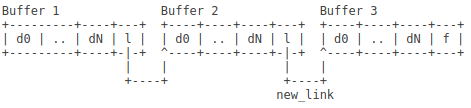 Buffer 1 Buffer 2 Buffer 3
+---------+----+----+---+ +----+----+----+---+ +----+----+----+---+
| d0 | .. | dN | l | | d0 | .. | dN | l | | d0 | .. | dN | f |
+---------+----+----+-|-+ ^----+----+----+-|-+ ^----+----+----+---+
| | | |
+----+ +----+
new_link